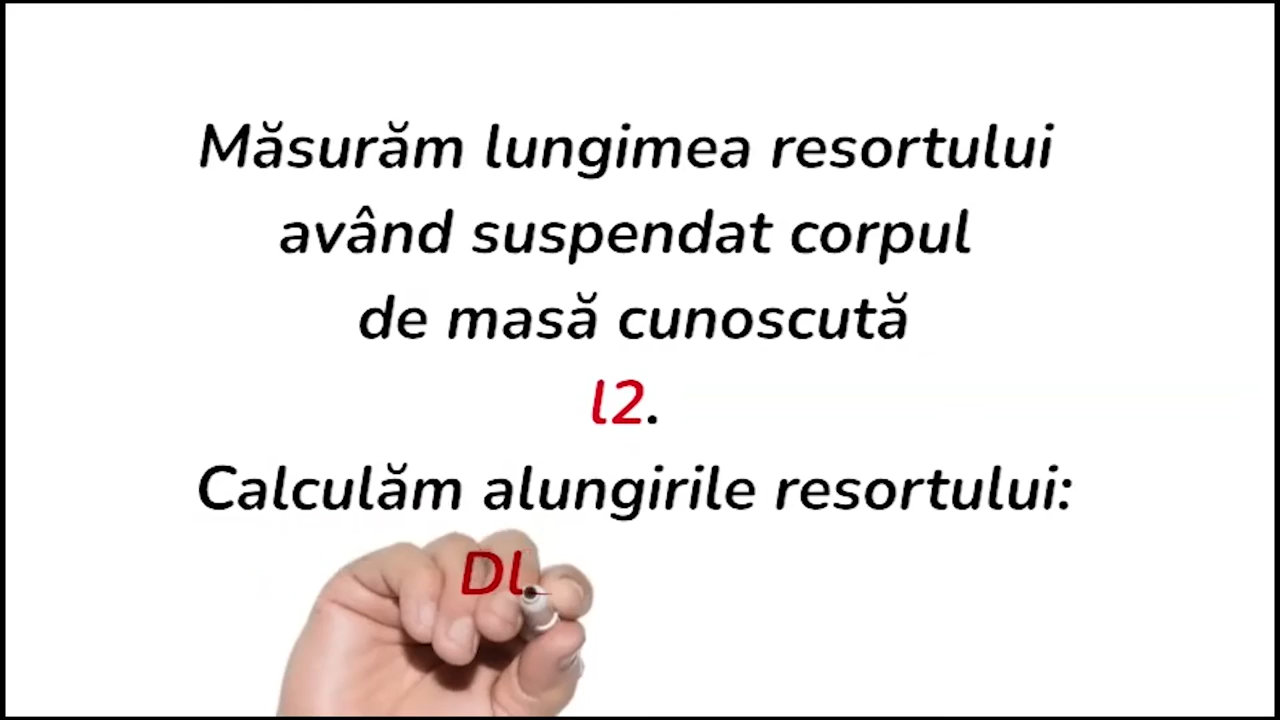 Măsurăm lungimea resortului
având suspendat corpul
de masă cunoscută
l2.
Calculăm alungirile resortului:
Dl